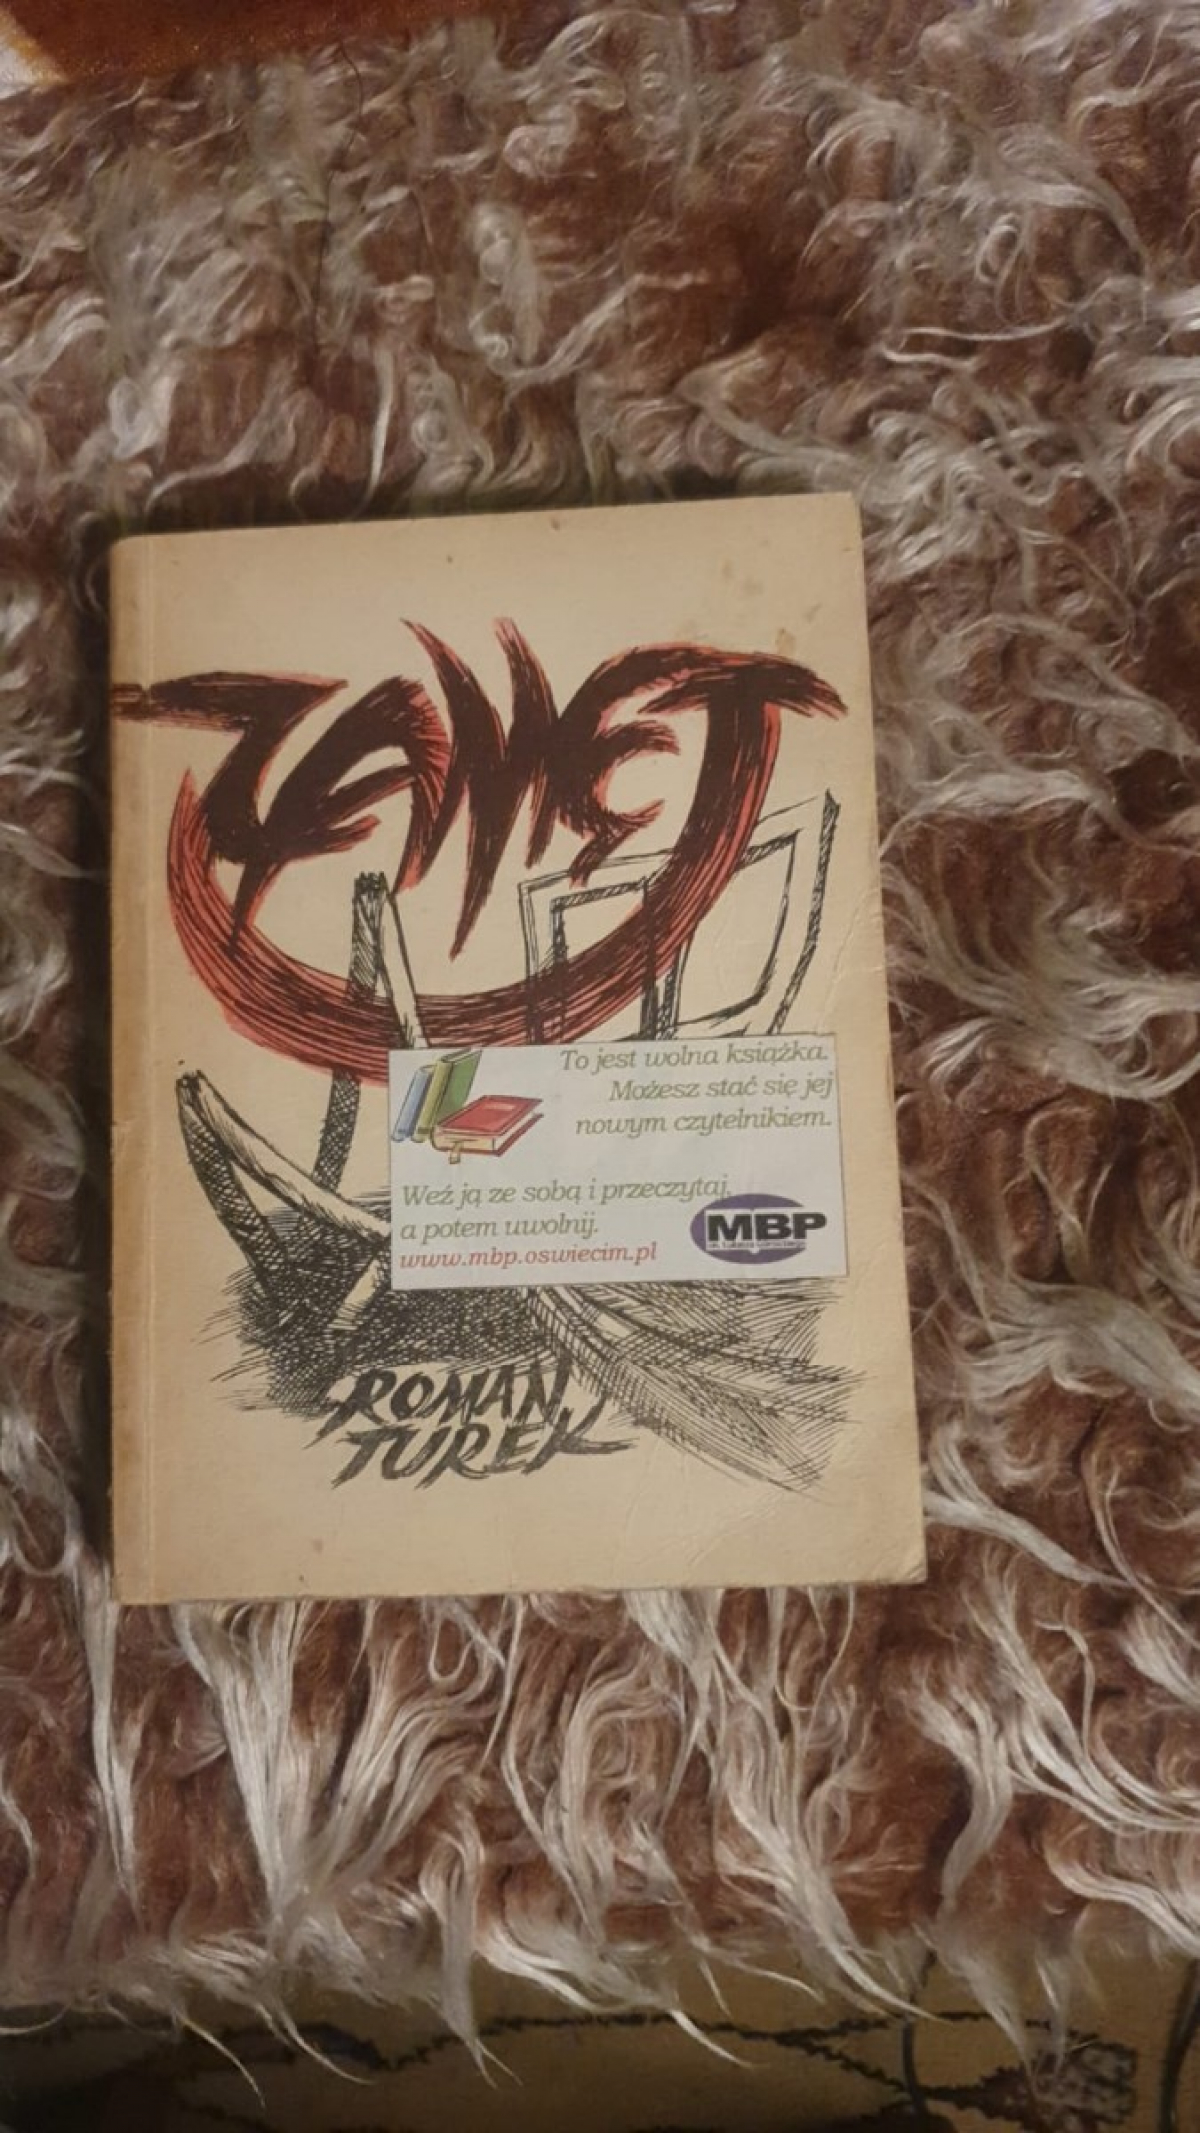 ZAMĘT
To jest wolna książka.
Możesz stać się jej
nowym czytelnikiem.
Weź ją ze sobą i przeczytaj,
a potem uwolnij.
www.mbp.oswiecim.pl
MBP
ROMAN
TUREK